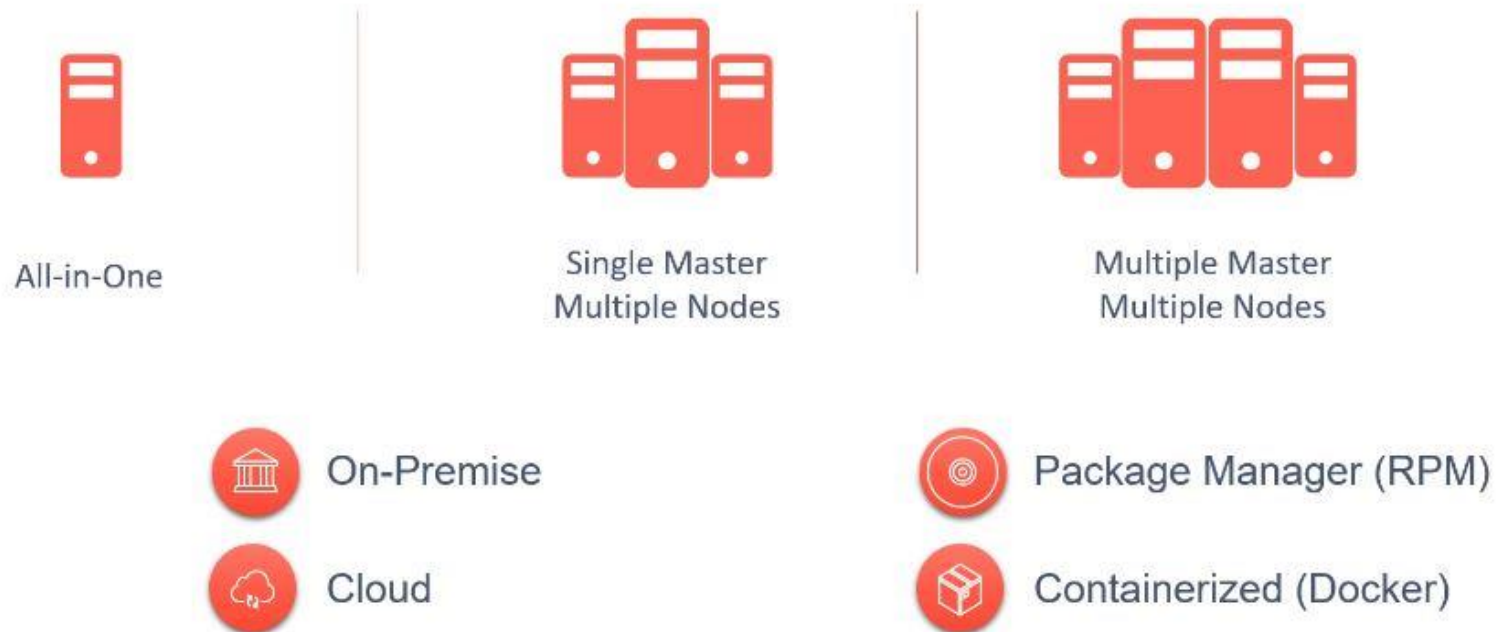 All-in-One
Single Master
Multiple Nodes
Multiple Master
Multiple Nodes
On-Premise
Package Manager (RPM)
Cloud
Containerized (Docker)